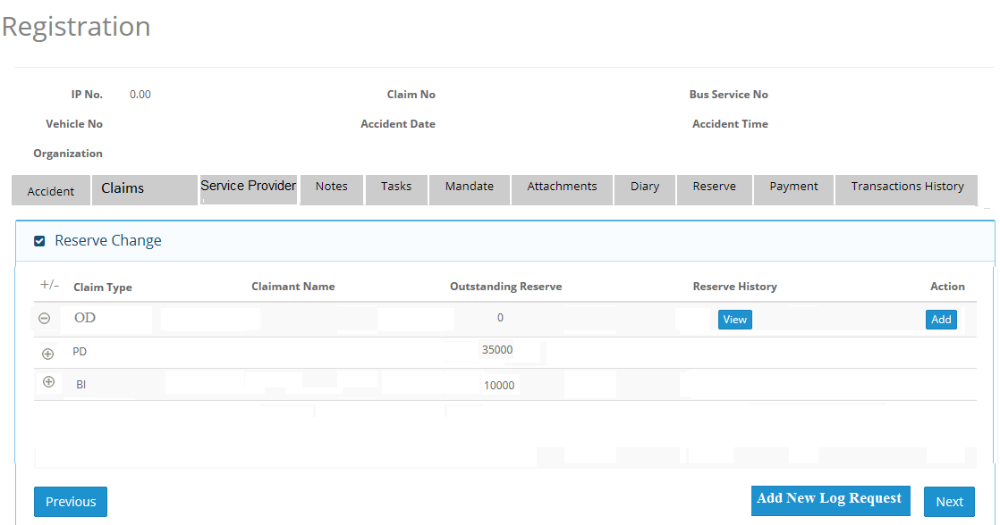 Registration
IP No. 0.00 Claim No Bus Service No
Vehicle No Accident Date Accident Time
Organization
Accident Claims Service Provider Notes Tasks Mandate Attachments Diary Reserve Payment Transactions History
Reserve Change
+/- Claim Type Claimant Name Outstanding Reserve Reserve History Action
OD 0 View Add
PD 35000
BI 10000
Previous Add New Log Request Next